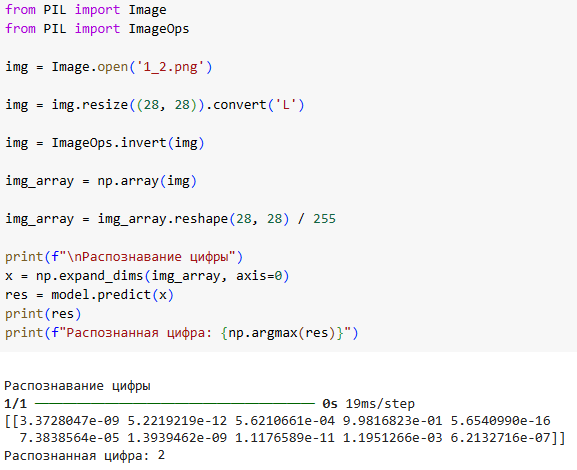 from PIL import Image
from PIL import ImageOps
img = Image.open('1_2.png')
img = img.resize((28, 28)).convert('L')
img = ImageOps.invert(img)
img_array = np.array(img)
img_array = img_array.reshape(28, 28) / 255
print(f"\nРаспознавание цифры")
x = np.expand_dims(img_array, axis=0)
res = model.predict(x)
print(res)
print(f"Распознанная цифра: {np.argmax(res)}")
Распознавание цифры
1/1 ──────────────────── 0s 19ms/step
[[3.3728047e-09 5.2219219e-12 5.6210661e-04 9.9816823e-01 5.6540990e-16
7.3838564e-05 1.3939462e-09 1.1176589e-11 1.1951266e-03 6.2132716e-07]]
Распознанная цифра: 2